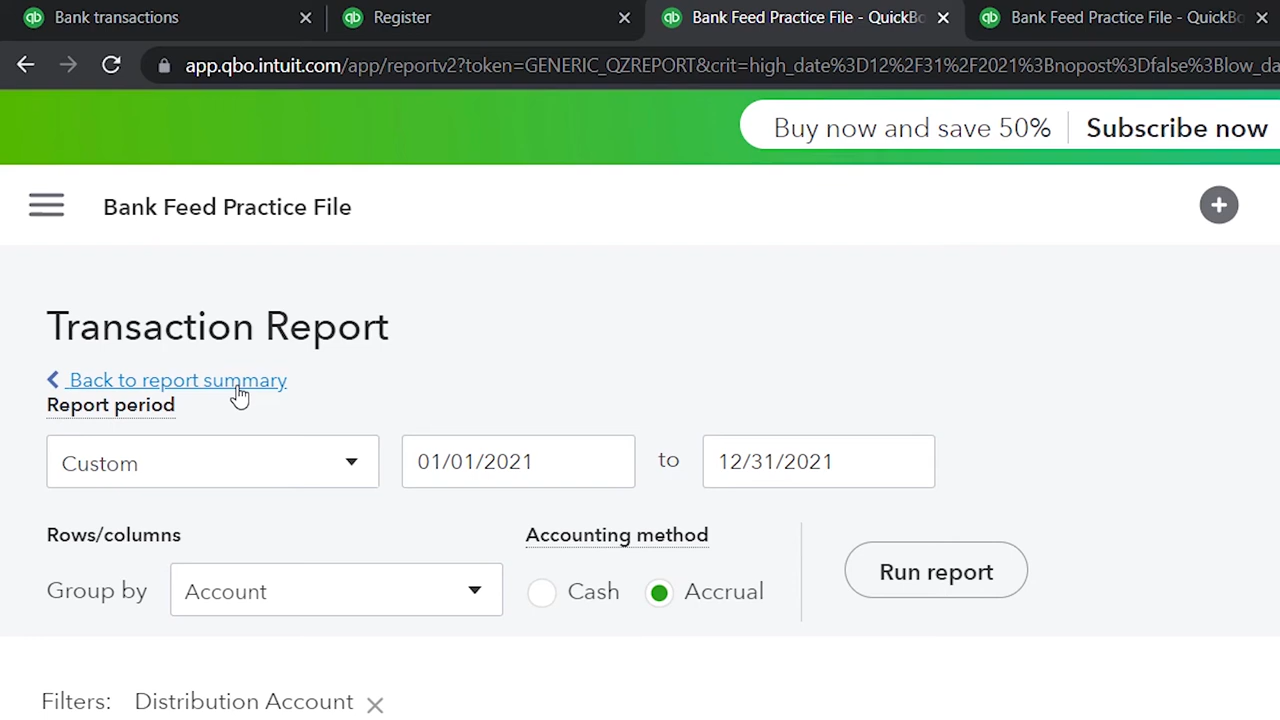 Bank transactions
Register
Bank Feed Practice File - QuickBo
Bank Feed Practice File - QuickBo
app.qbo.intuit.com/app/reportv2?token=GENERIC_QZREPORT&crit=high_date%3D12%2F31%2F2021%3Bnopost%3Dfalse%3Blow_da
Buy now and save 50% Subscribe now
Bank Feed Practice File
Transaction Report
Back to report summary
Report period
Custom 01/01/2021 to 12/31/2021
Rows/columns Accounting method
Group by Account Cash Accrual Run report
Filters: Distribution Account